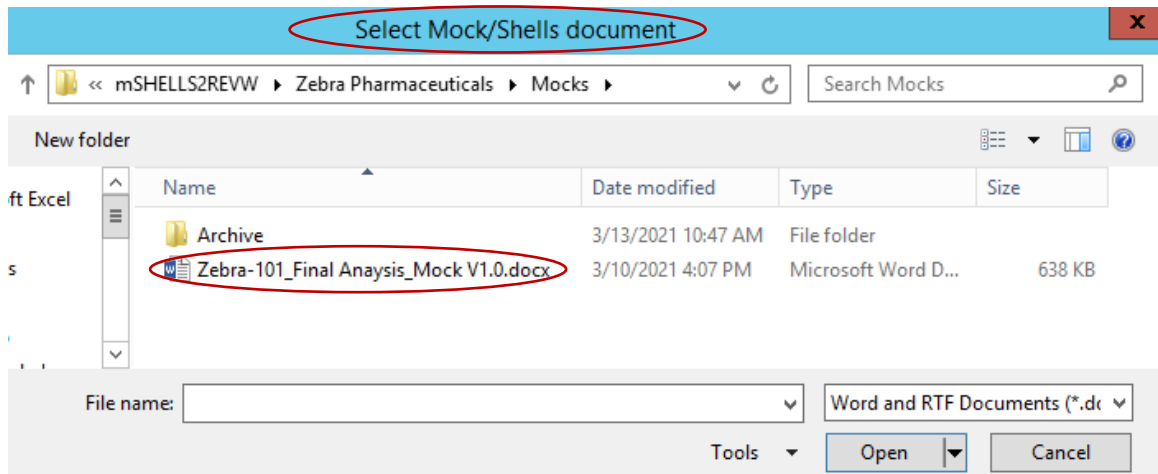 Select Mock/Shells document
x
« mSHELLS2REVW Zebra Pharmaceuticals Mocks Search Mocks
New folder
ft Excel Name Date modified Type Size
Archive 3/13/2021 10:47 AM File folder
s Zebra-101_Final Anaysis_Mock V1.0.docx 3/10/2021 4:07 PM Microsoft Word D... 638 KB
File name: Word and RTF Documents (*.do
Tools Open Cancel